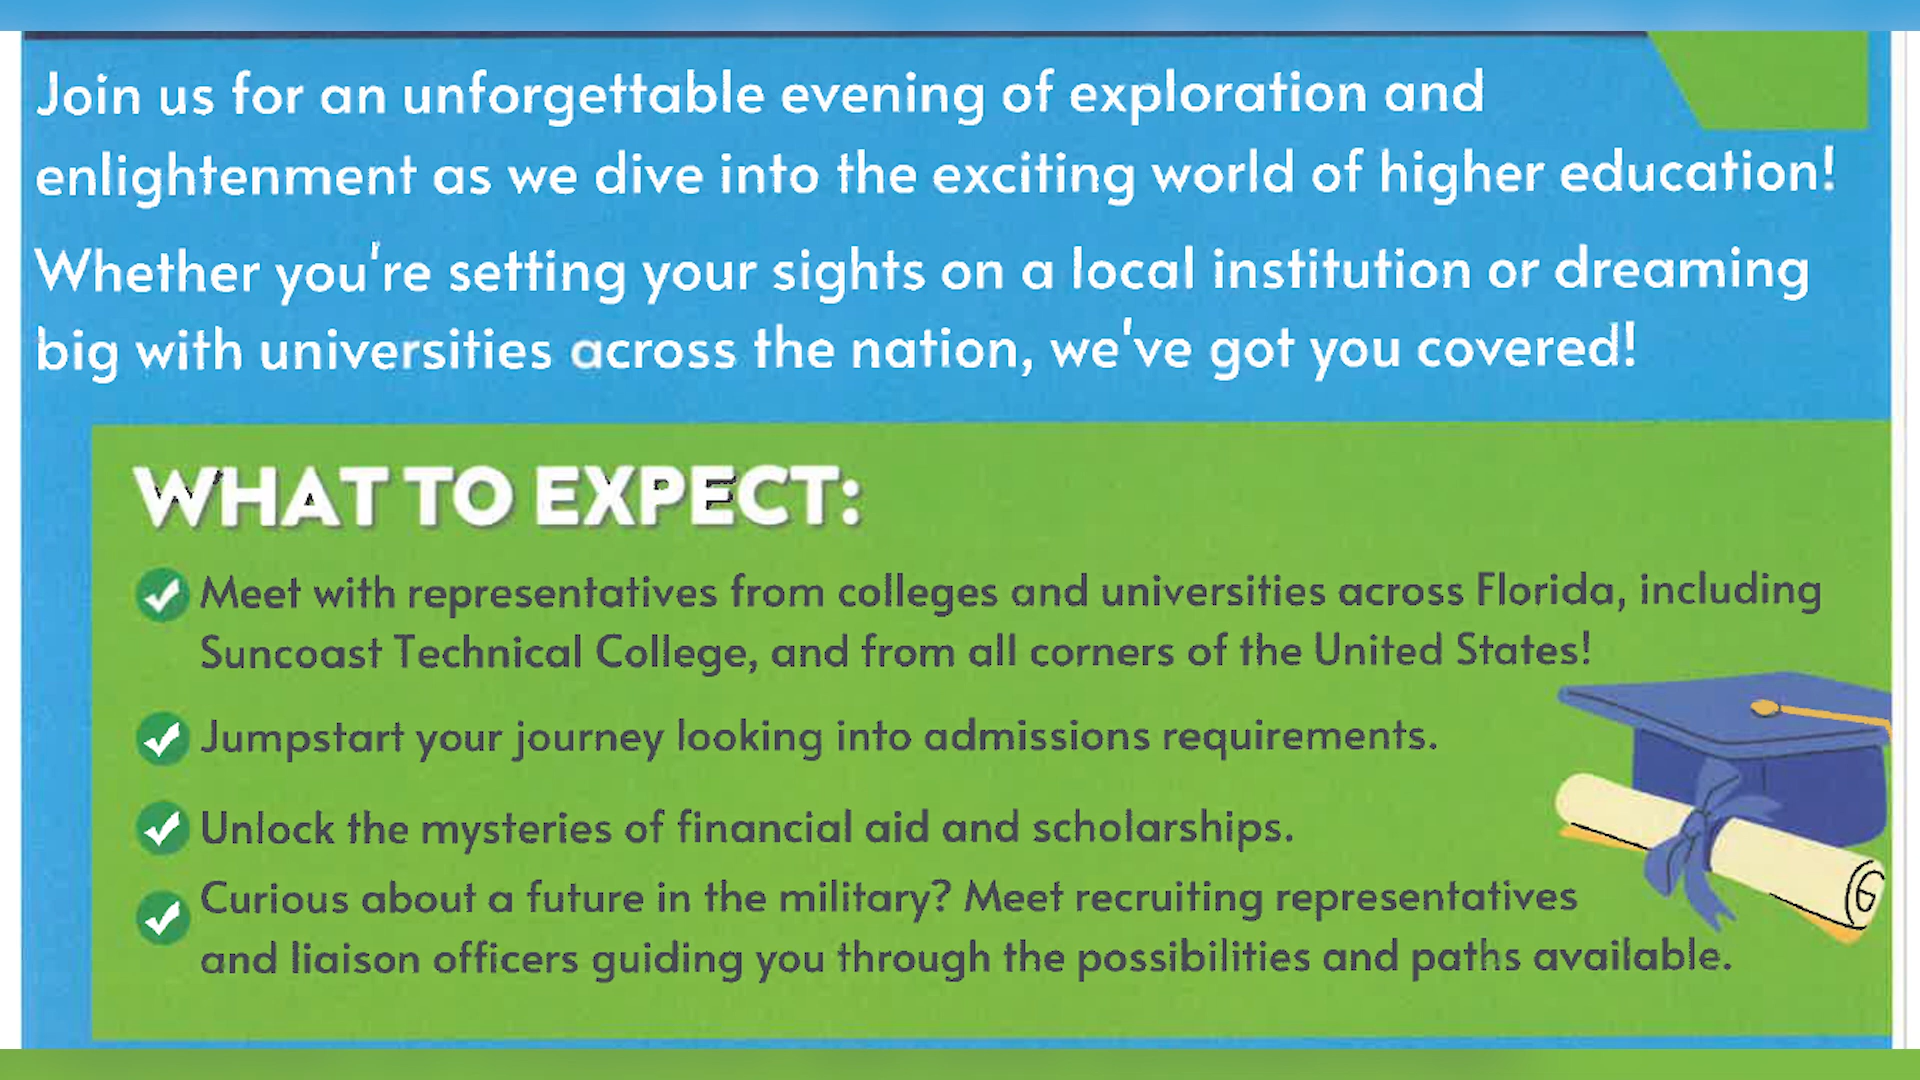 Join us for an unforgettable evening of exploration and
enlightenment as we dive into the exciting world of higher education!
Whether you're setting your sights on a local institution or dreaming
big with universities across the nation, we've got you covered!
WHAT TO EXPECT:
Meet with representatives from colleges and universities across Florida, including
Suncoast Technical College, and from all corners of the United States!
Jumpstart your journey looking into admissions requirements.
Unlock the mysteries of financial aid and scholarships.
Curious about a future in the military? Meet recruiting representatives
and liaison officers guiding you through the possibilities and paths available.